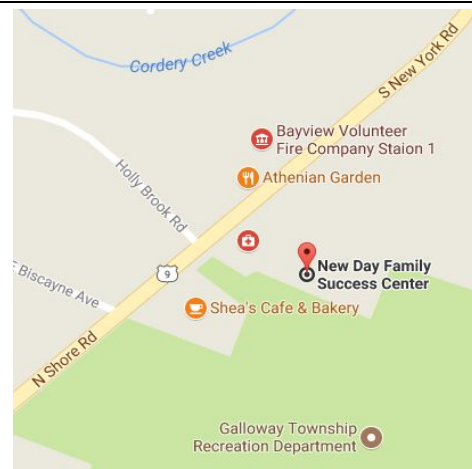 Cordery Creek
S New York Rd
Bayview Volunteer
Fire Company Staion 1
Athenian Garden
Holly Brook Rd
New Day Family
Success Center
9
E Biscayne Ave
Shea's Cafe & Bakery
N Shore Rd
Galloway Township
Recreation Department